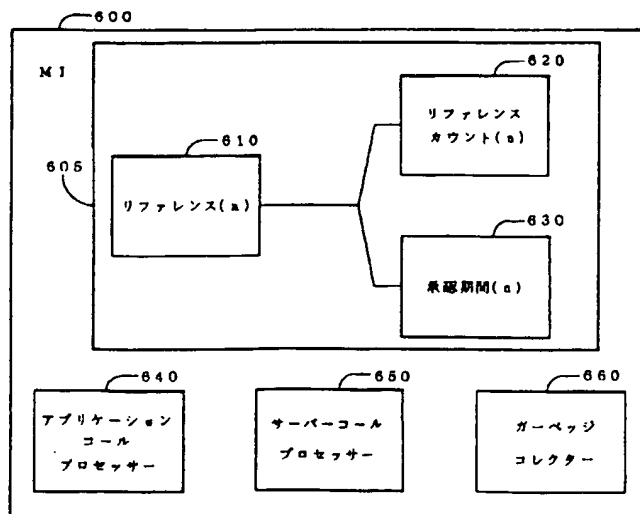 600
MI
620
リファレンス
カウント(n)
610
605
リファレンス(n)
630
承認期間(n)
640
アプリケーション
コール
プロセッサー
650
サーバーコール
プロセッサー
660
ガーベッジ
コレクター